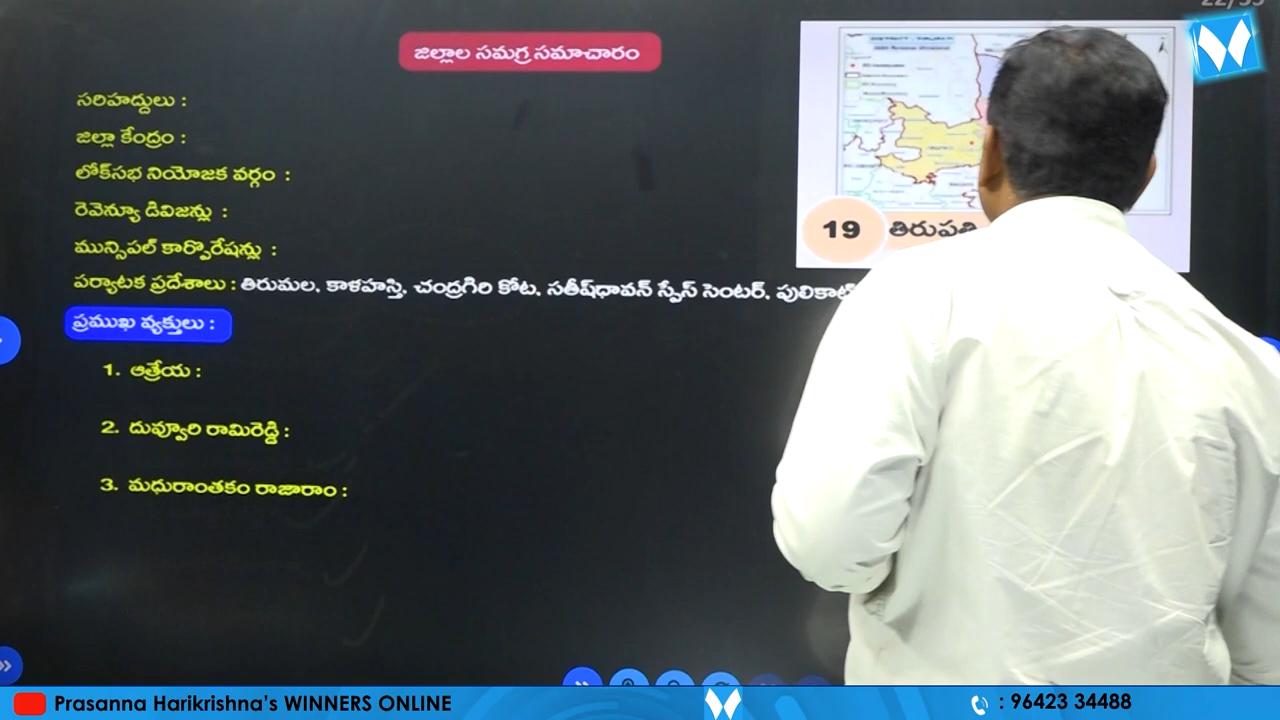 జిల్లాల సమగ్ర సమాచారం
సరిహద్దులు :
జిల్లా కేంద్రం :
లోక్‌సభ నియోజక వర్గం :
రెవెన్యూ డివిజన్లు :
మున్సిపల్ కార్పొరేషన్లు :
19 తిరుపతి
పర్యాటక ప్రదేశాలు : తిరుమల, కాళహస్తి, చంద్రగిరి కోట, సతీష్‌ధావన్ స్పేస్ సెంటర్, పులికాట్
ప్రముఖ వ్యక్తులు :
1. ఆత్రేయ :
2. దువ్వూరి రామిరెడ్డి :
3. మధురాంతకం రాజారాం :
Prasanna Harikrishna's WINNERS ONLINE
: 96423 34488